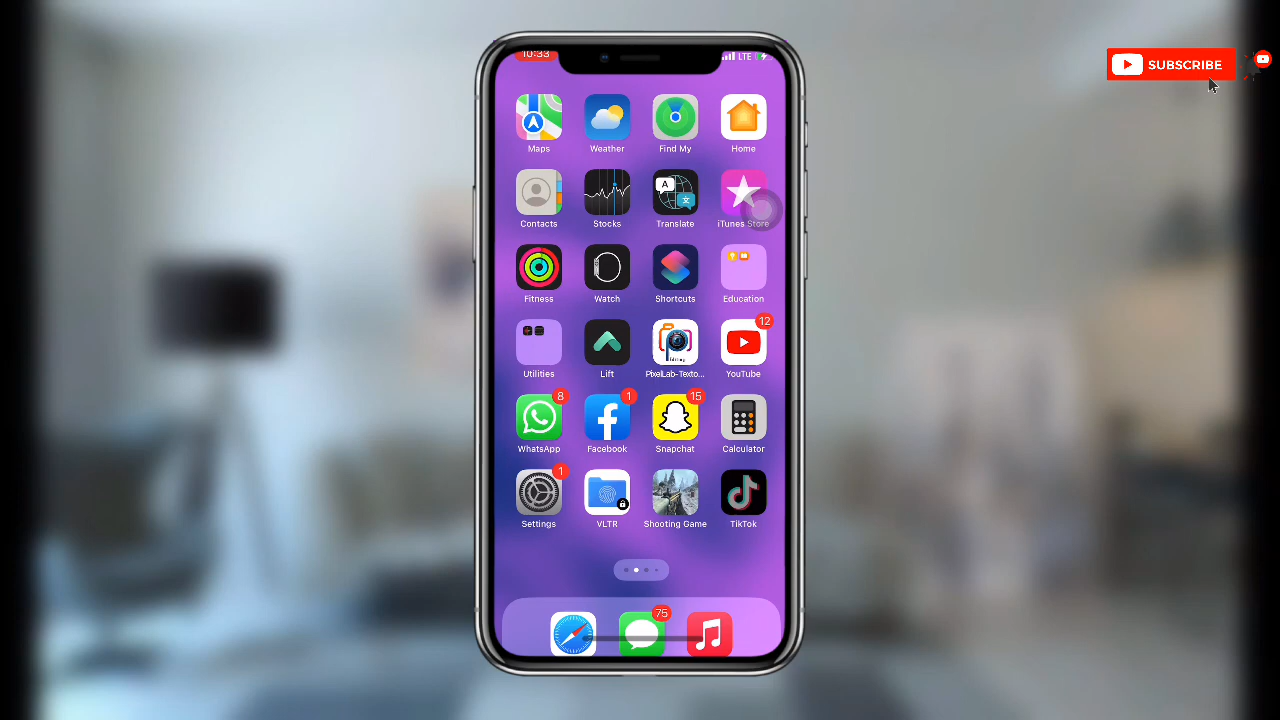 10:33
LTE
SUBSCRIBE
Maps
Weather
Find My
Home
Contacts
Stocks
Translate
iTunes Store
Fitness
Watch
Shortcuts
Education
12
Utilities
Lift
PixelLab-Texto...
YouTube
8
1
15
WhatsApp
Facebook
Snapchat
Calculator
1
Settings
VLTR
Shooting Game
TikTok
75